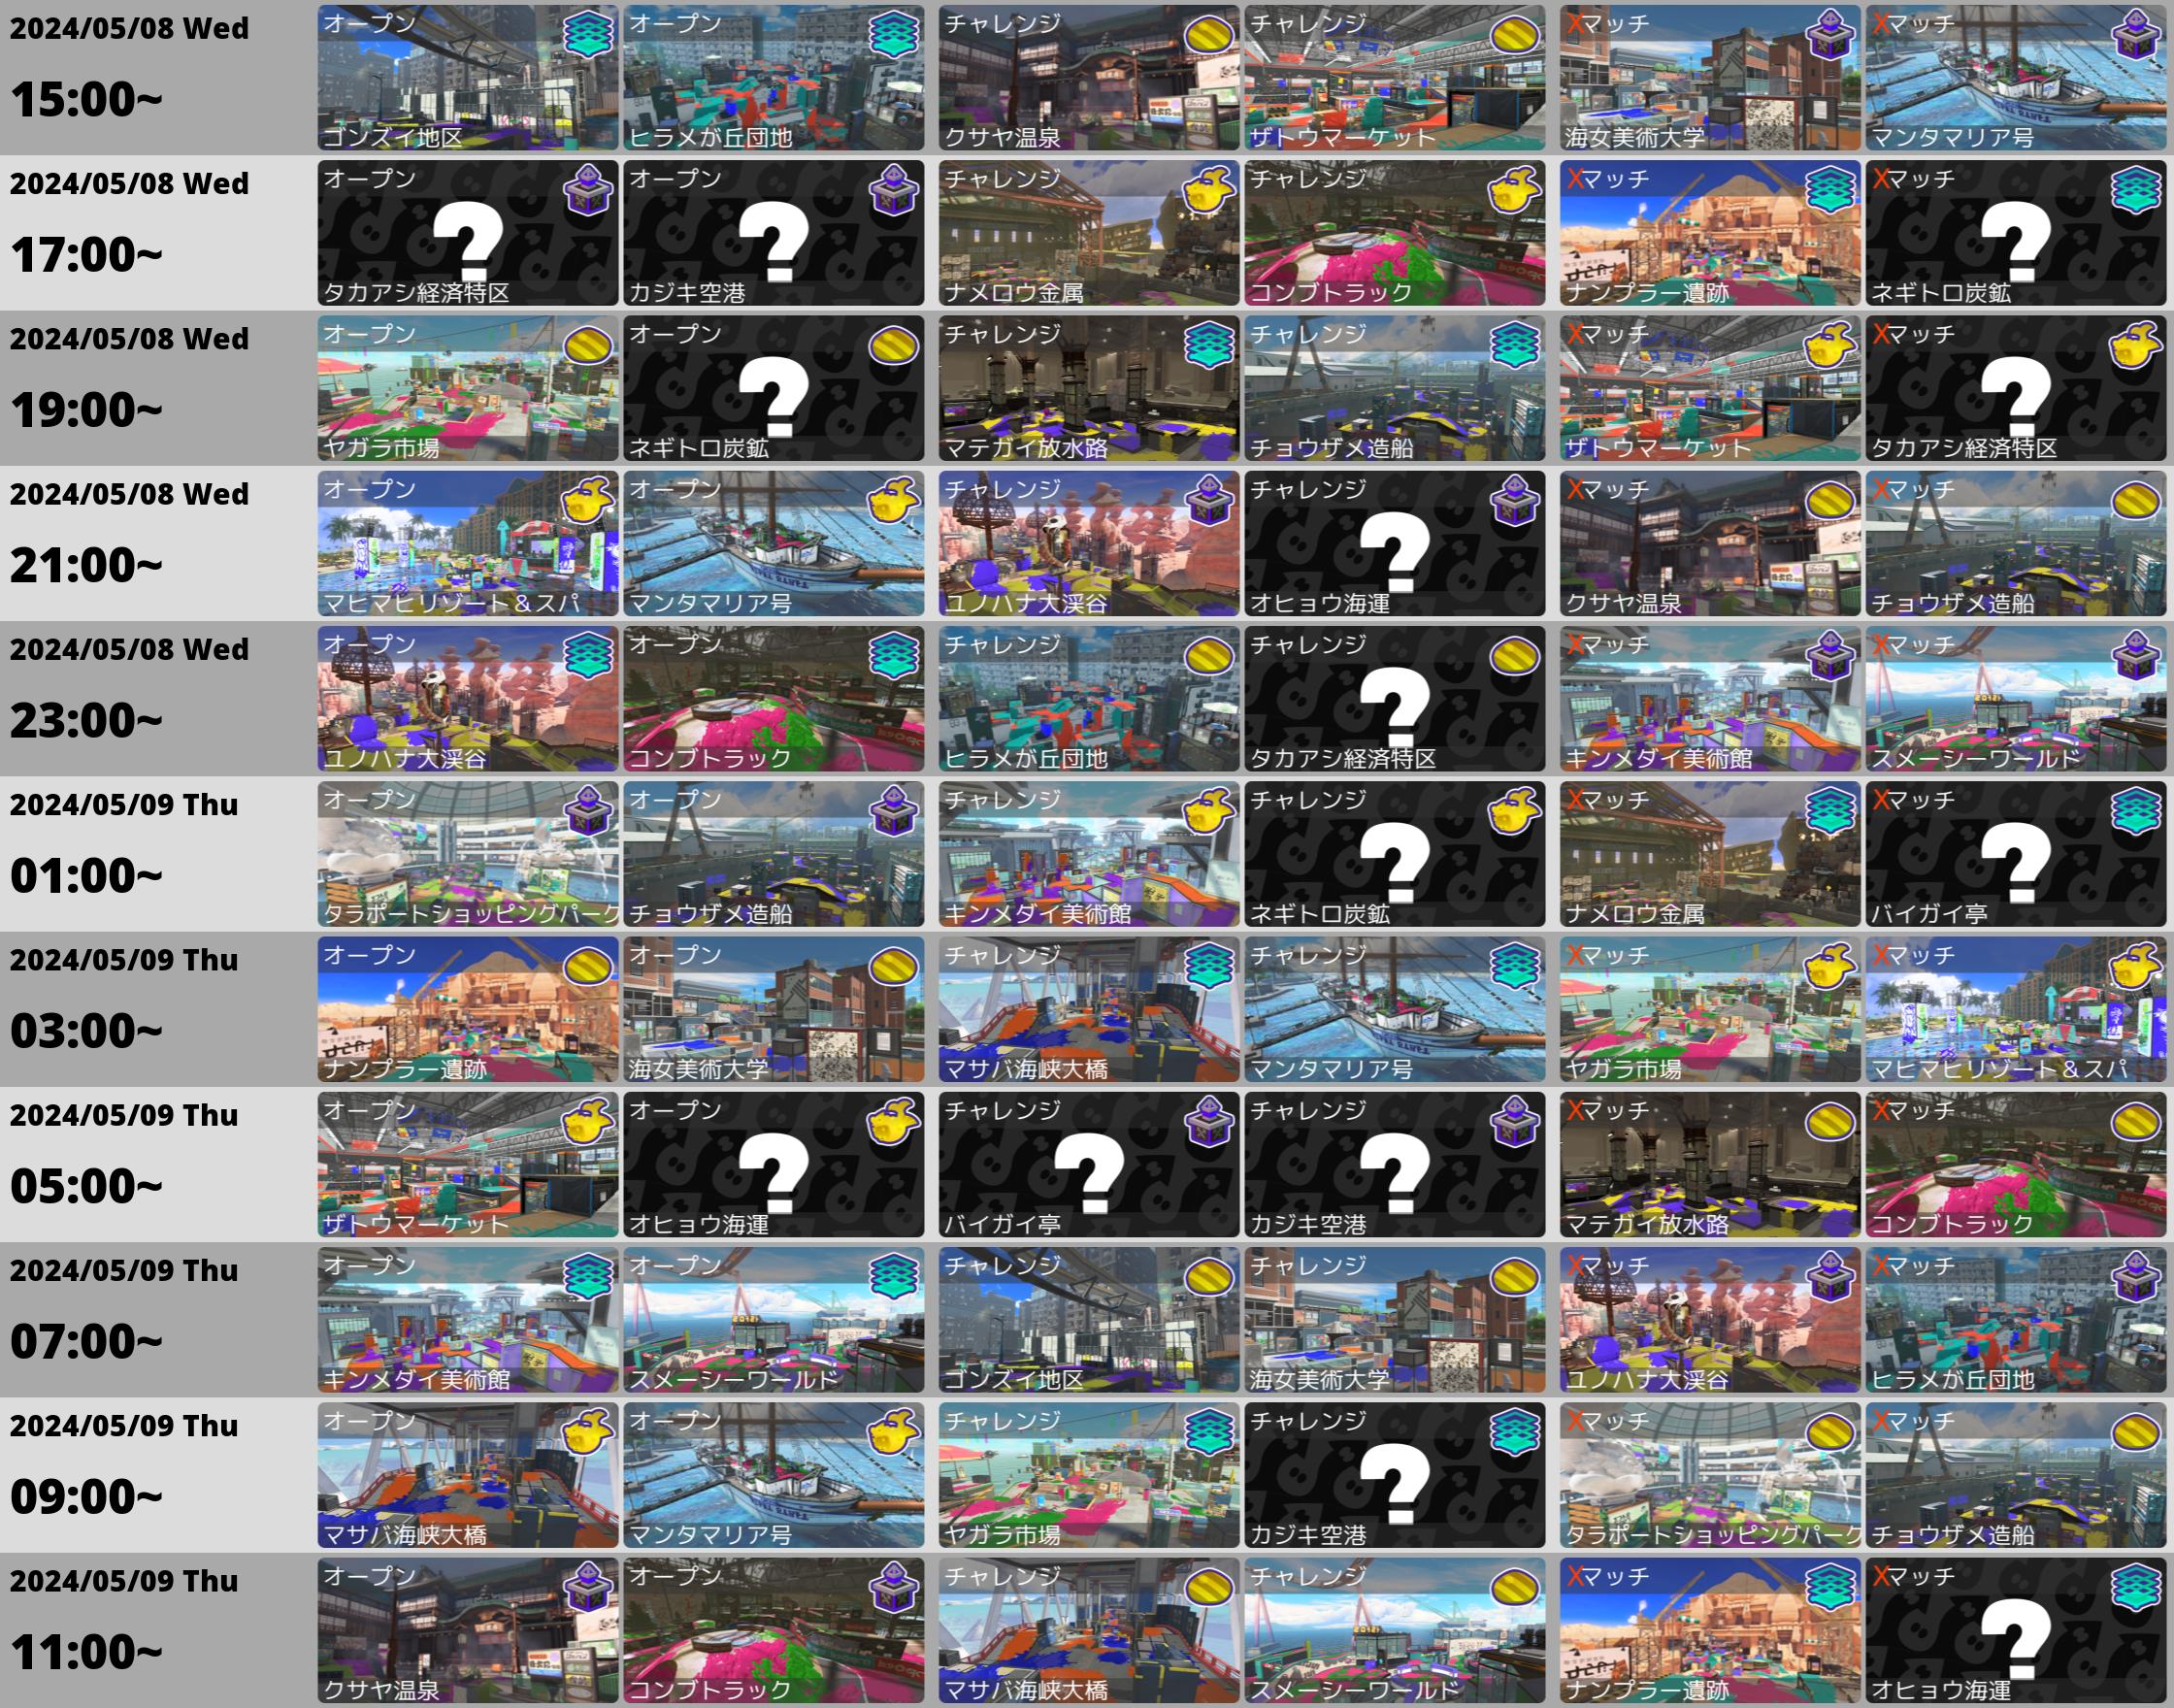 2024/05/08 Wed
15:00~
オープン
ゴンズイ地区
オープン
ヒラメが丘団地
チャレンジ
クサヤ温泉
チャレンジ
ザトウマーケット
Xマッチ
海女美術大学
Xマッチ
マンタマリア号
2024/05/08 Wed
17:00~
オープン
?
タカアシ経済特区
オープン
?
カジキ空港
チャレンジ
ナメロウ金属
チャレンジ
コンブトラック
Xマッチ
ナンプラー遺跡
Xマッチ
?
ネギトロ炭鉱
2024/05/08 Wed
19:00~
オープン
ヤガラ市場
オープン
?
ネギトロ炭鉱
チャレンジ
マテガイ放水路
チャレンジ
チョウザメ造船
Xマッチ
ザトウマーケット
Xマッチ
?
タカアシ経済特区
2024/05/08 Wed
21:00~
オープン
マヒマヒリゾート＆スパ
オープン
マンタマリア号
チャレンジ
ユノハナ大渓谷
チャレンジ
?
オヒョウ海運
Xマッチ
クサヤ温泉
Xマッチ
チョウザメ造船
2024/05/08 Wed
23:00~
オープン
ユノハナ大渓谷
オープン
コンブトラック
チャレンジ
ヒラメが丘団地
チャレンジ
?
タカアシ経済特区
Xマッチ
キンメダイ美術館
Xマッチ
スメーシーワールド
2024/05/09 Thu
01:00~
オープン
タラポートショッピングパーク
オープン
チョウザメ造船
チャレンジ
キンメダイ美術館
チャレンジ
?
ネギトロ炭鉱
Xマッチ
ナメロウ金属
Xマッチ
?
バイガイ亭
2024/05/09 Thu
03:00~
オープン
ナンプラー遺跡
オープン
海女美術大学
チャレンジ
マサバ海峡大橋
チャレンジ
マンタマリア号
Xマッチ
ヤガラ市場
Xマッチ
マヒマヒリゾート＆スパ
2024/05/09 Thu
05:00~
オープン
ザトウマーケット
オープン
?
オヒョウ海運
チャレンジ
?
バイガイ亭
チャレンジ
?
カジキ空港
Xマッチ
マテガイ放水路
Xマッチ
コンブトラック
2024/05/09 Thu
07:00~
オープン
キンメダイ美術館
オープン
スメーシーワールド
チャレンジ
ゴンズイ地区
チャレンジ
海女美術大学
Xマッチ
ユノハナ大渓谷
Xマッチ
ヒラメが丘団地
2024/05/09 Thu
09:00~
オープン
マサバ海峡大橋
オープン
マンタマリア号
チャレンジ
ヤガラ市場
チャレンジ
?
カジキ空港
Xマッチ
タラポートショッピングパーク
Xマッチ
チョウザメ造船
2024/05/09 Thu
11:00~
オープン
クサヤ温泉
オープン
コンブトラック
チャレンジ
マサバ海峡大橋
チャレンジ
スメーシーワールド
Xマッチ
ナンプラー遺跡
Xマッチ
?
オヒョウ海運